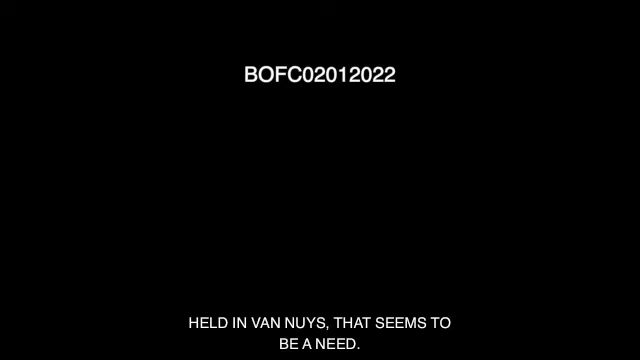 BOFC02012022
HELD IN VAN NUYS, THAT SEEMS TO
BE A NEED.